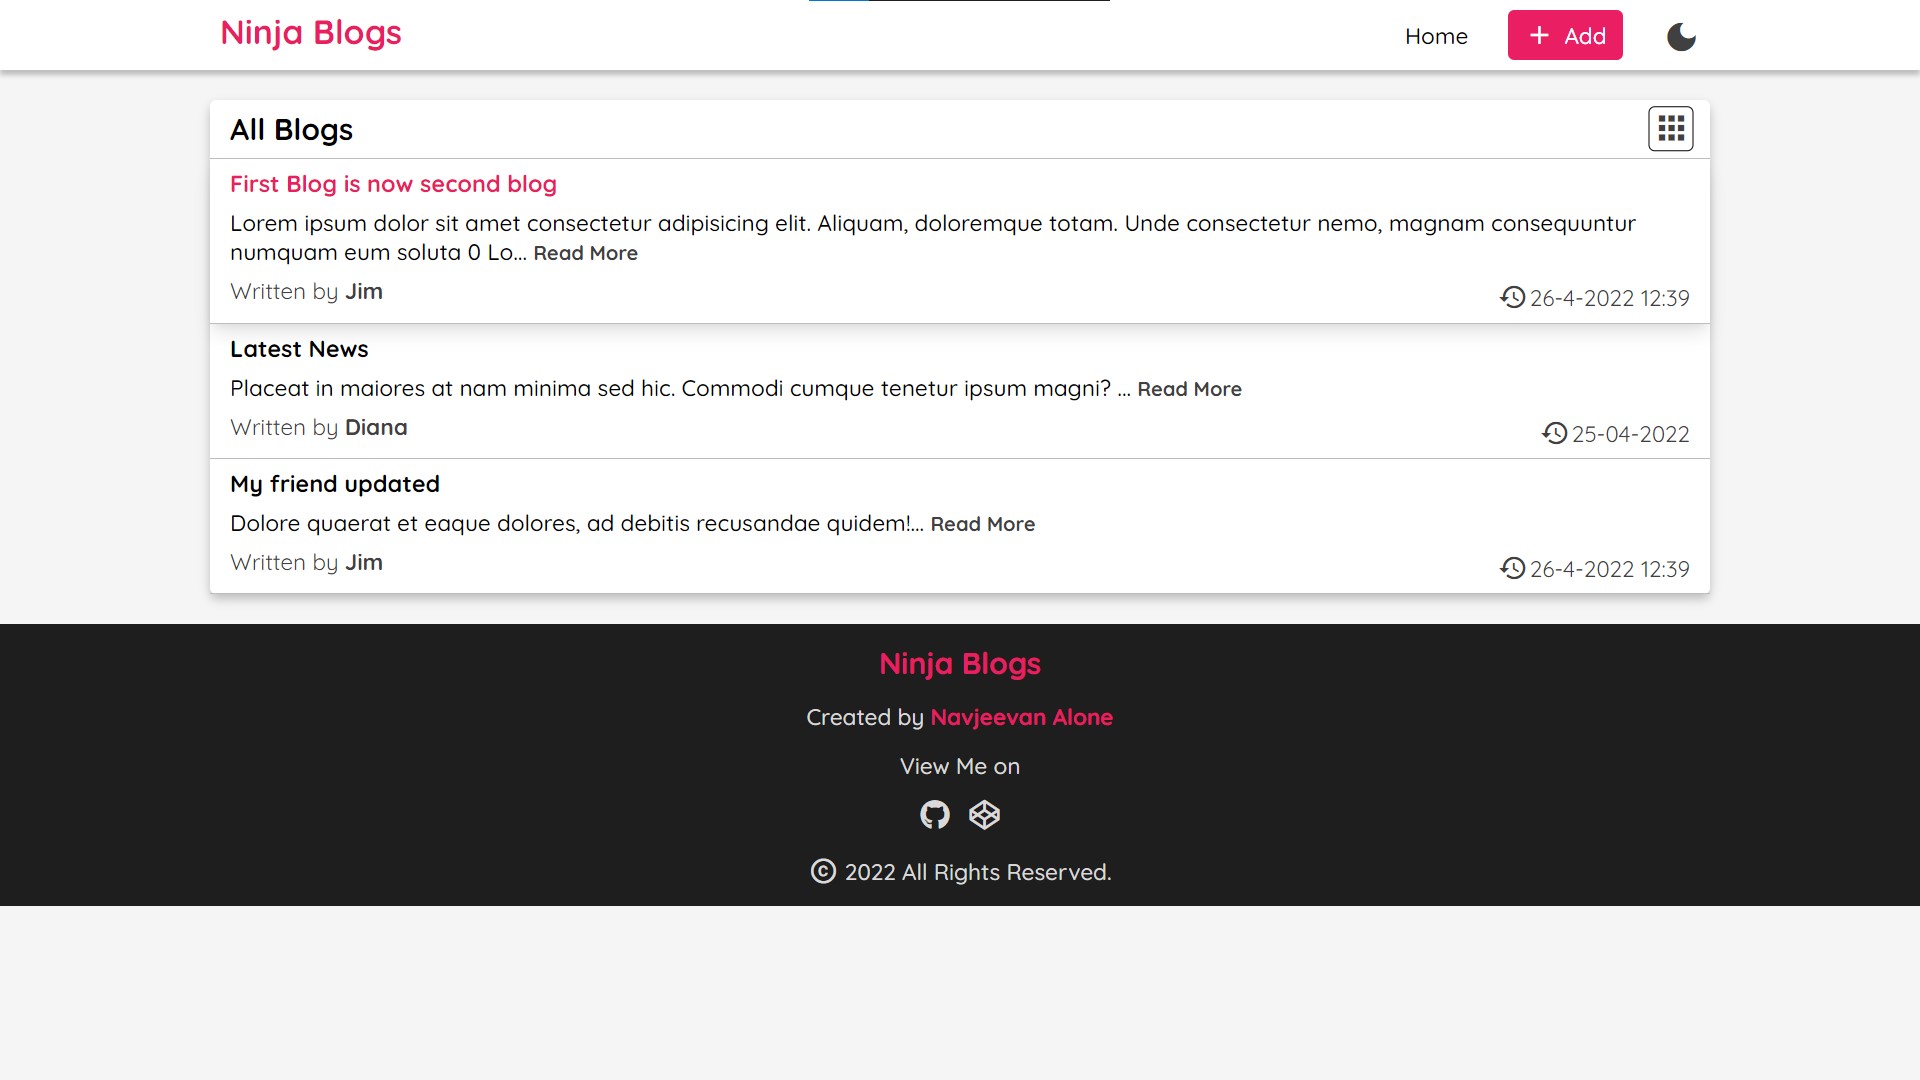 Ninja Blogs
Home
Add
All Blogs
First Blog is now second blog
Lorem ipsum dolor sit amet consectetur adipisicing elit. Aliquam, doloremque totam. Unde consectetur nemo, magnam consequuntur
numquam eum soluta 0 Lo... Read More
Written by Jim
26-4-2022 12:39
Latest News
Placeat in maiores at nam minima sed hic. Commodi cumque tenetur ipsum magni? ... Read More
Written by Diana
25-04-2022
My friend updated
Dolore quaerat et eaque dolores, ad debitis recusandae quidem!... Read More
Written by Jim
26-4-2022 12:39
Ninja Blogs
Created by Navjeevan Alone
View Me on
© 2022 All Rights Reserved.